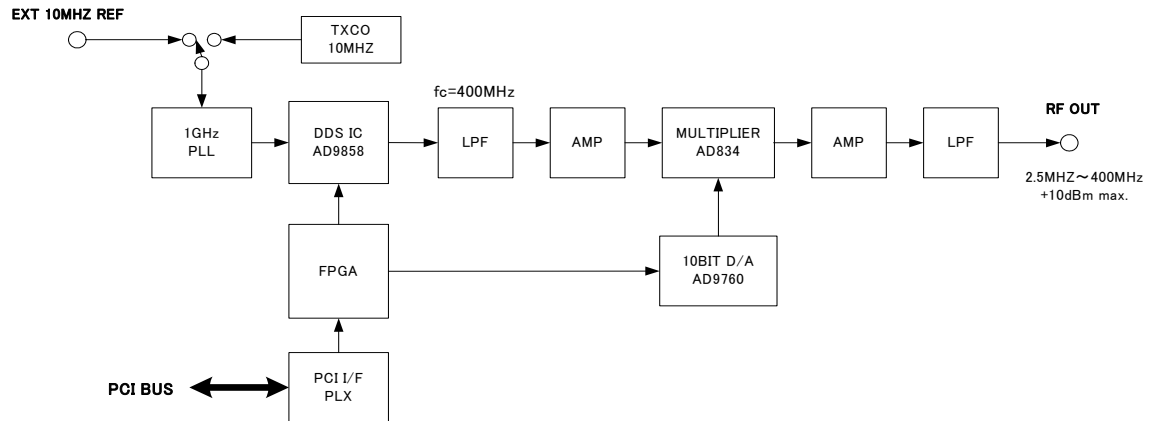 EXT 10MHZ REF
TXCO
10MHZ
fc=400MHz
1GHz
PLL
DDS IC
AD9858
LPF
AMP
MULTIPLIER
AD834
AMP
LPF
RF OUT
2.5MHZ～400MHz
+10dBm max.
FPGA
10BIT D/A
AD9760
PCI BUS
PCI I/F
PLX